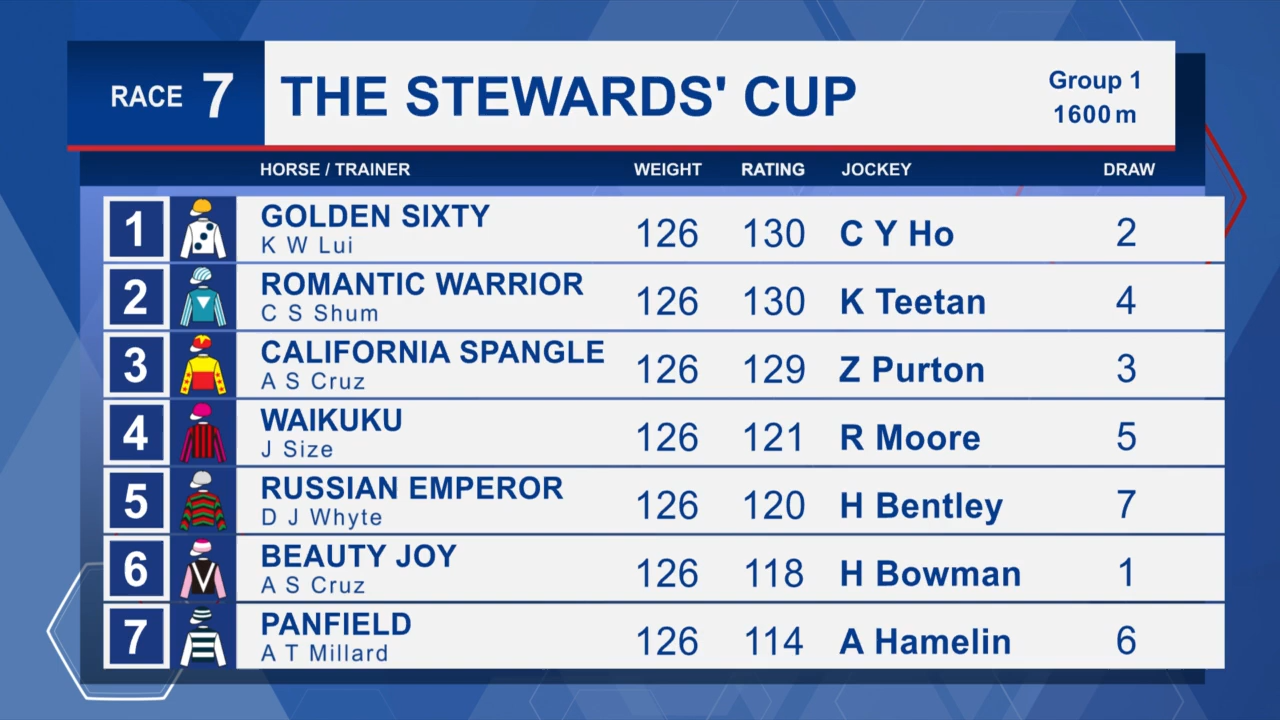 RACE 7 THE STEWARDS' CUP Group 1
1600m
HORSE / TRAINER WEIGHT RATING JOCKEY DRAW
1 GOLDEN SIXTY 126 130 C Y Ho 2
K W Lui
2 ROMANTIC WARRIOR 126 130 K Teetan 4
C S Shum
3 CALIFORNIA SPANGLE 126 129 Z Purton 3
A S Cruz
4 WAIKUKU 126 121 R Moore 5
J Size
5 RUSSIAN EMPEROR 126 120 H Bentley 7
D J Whyte
6 BEAUTY JOY 126 118 H Bowman 1
A S Cruz
7 PANFIELD 126 114 A Hamelin 6
A T Millard